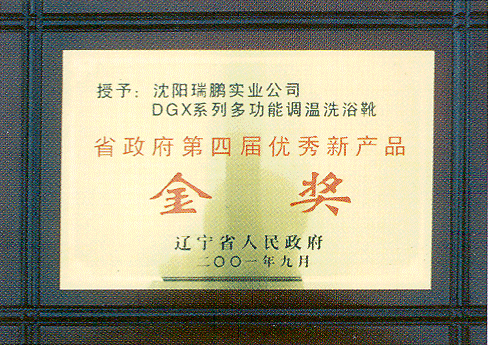 授予：沈阳瑞鹏实业公司
DGX系列多功能调温洗浴靴
省政府第四届优秀新产品
金奖
辽宁省人民政府
二〇〇一年九月